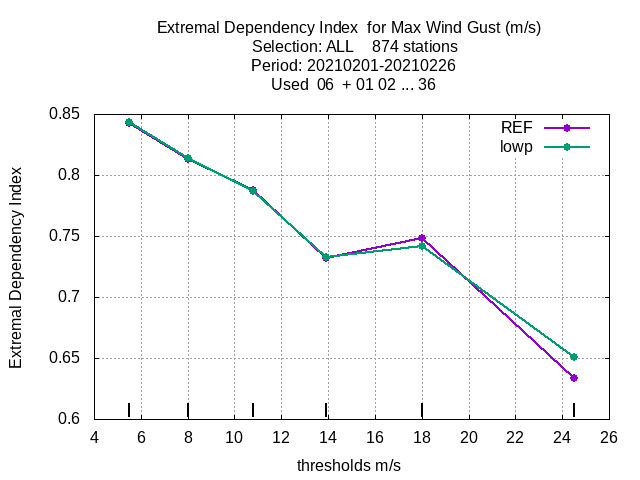 Extremal Dependency Index  for Max Wind Gust (m/s)
Selection: ALL    874 stations
Period: 20210201-20210226
Used  06  + 01 02 ... 36
REF
lowp
Extremal Dependency Index
0.85
0.8
0.75
0.7
0.65
0.6
4 6 8 10 12 14 16 18 20 22 24 26
thresholds m/s